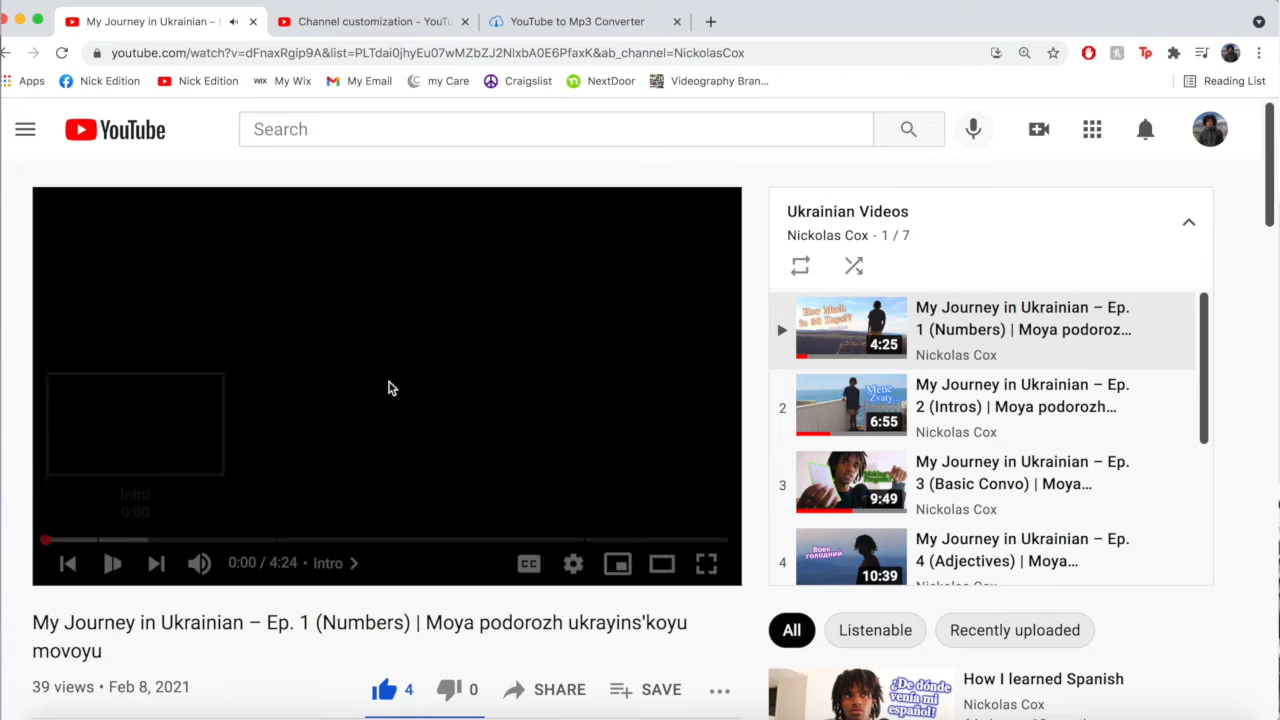 My Journey in Ukrainian –
Channel customization - YouTu
YouTube to Mp3 Converter
youtube.com/watch?v=dFnaxRgip9A&list=PLTdai0jhyEu07wMZbZJ2NlxbA0E6PfaxK&ab_channel=NickolasCox
Apps
Nick Edition
Nick Edition
WIX My Wix
My Email
my Care
Craigslist
NextDoor
Videography Bran...
Reading List
YouTube
Search
Intro
0:00
0:00 / 4:24 • Intro
CC
My Journey in Ukrainian – Ep. 1 (Numbers) | Moya podorozh ukrayins'koyu
movoyu
39 views • Feb 8, 2021
4
0
SHARE
SAVE
Ukrainian Videos
Nickolas Cox - 1 / 7
How Much
in 30 Days??
4:25
My Journey in Ukrainian – Ep.
1 (Numbers) | Moya podoroz...
Nickolas Cox
2
Mene
Zvaty...
6:55
My Journey in Ukrainian – Ep.
2 (Intros) | Moya podorozh...
Nickolas Cox
3
9:49
My Journey in Ukrainian – Ep.
3 (Basic Convo) | Moya...
Nickolas Cox
4
Вовк
голодний
10:39
My Journey in Ukrainian – Ep.
4 (Adjectives) | Moya...
All
Listenable
Recently uploaded
¿De dónde
venía mi
español?
How I learned Spanish
Nickolas Cox